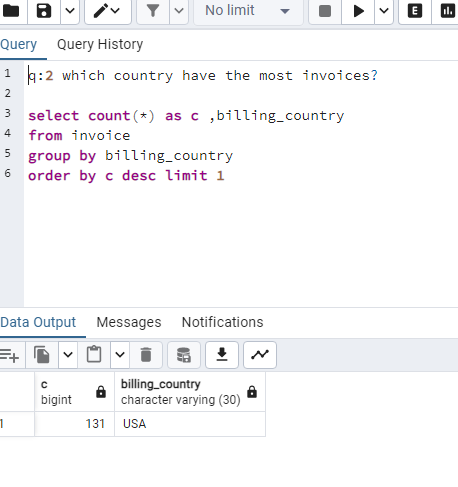 No limit
E
Query Query History
1 q:2 which country have the most invoices?
2
3 select count(*) as c ,billing_country
4 from invoice
5 group by billing_country
6 order by c desc limit 1
Data Output Messages Notifications
c billing_country
bigint character varying (30)
1 131 USA